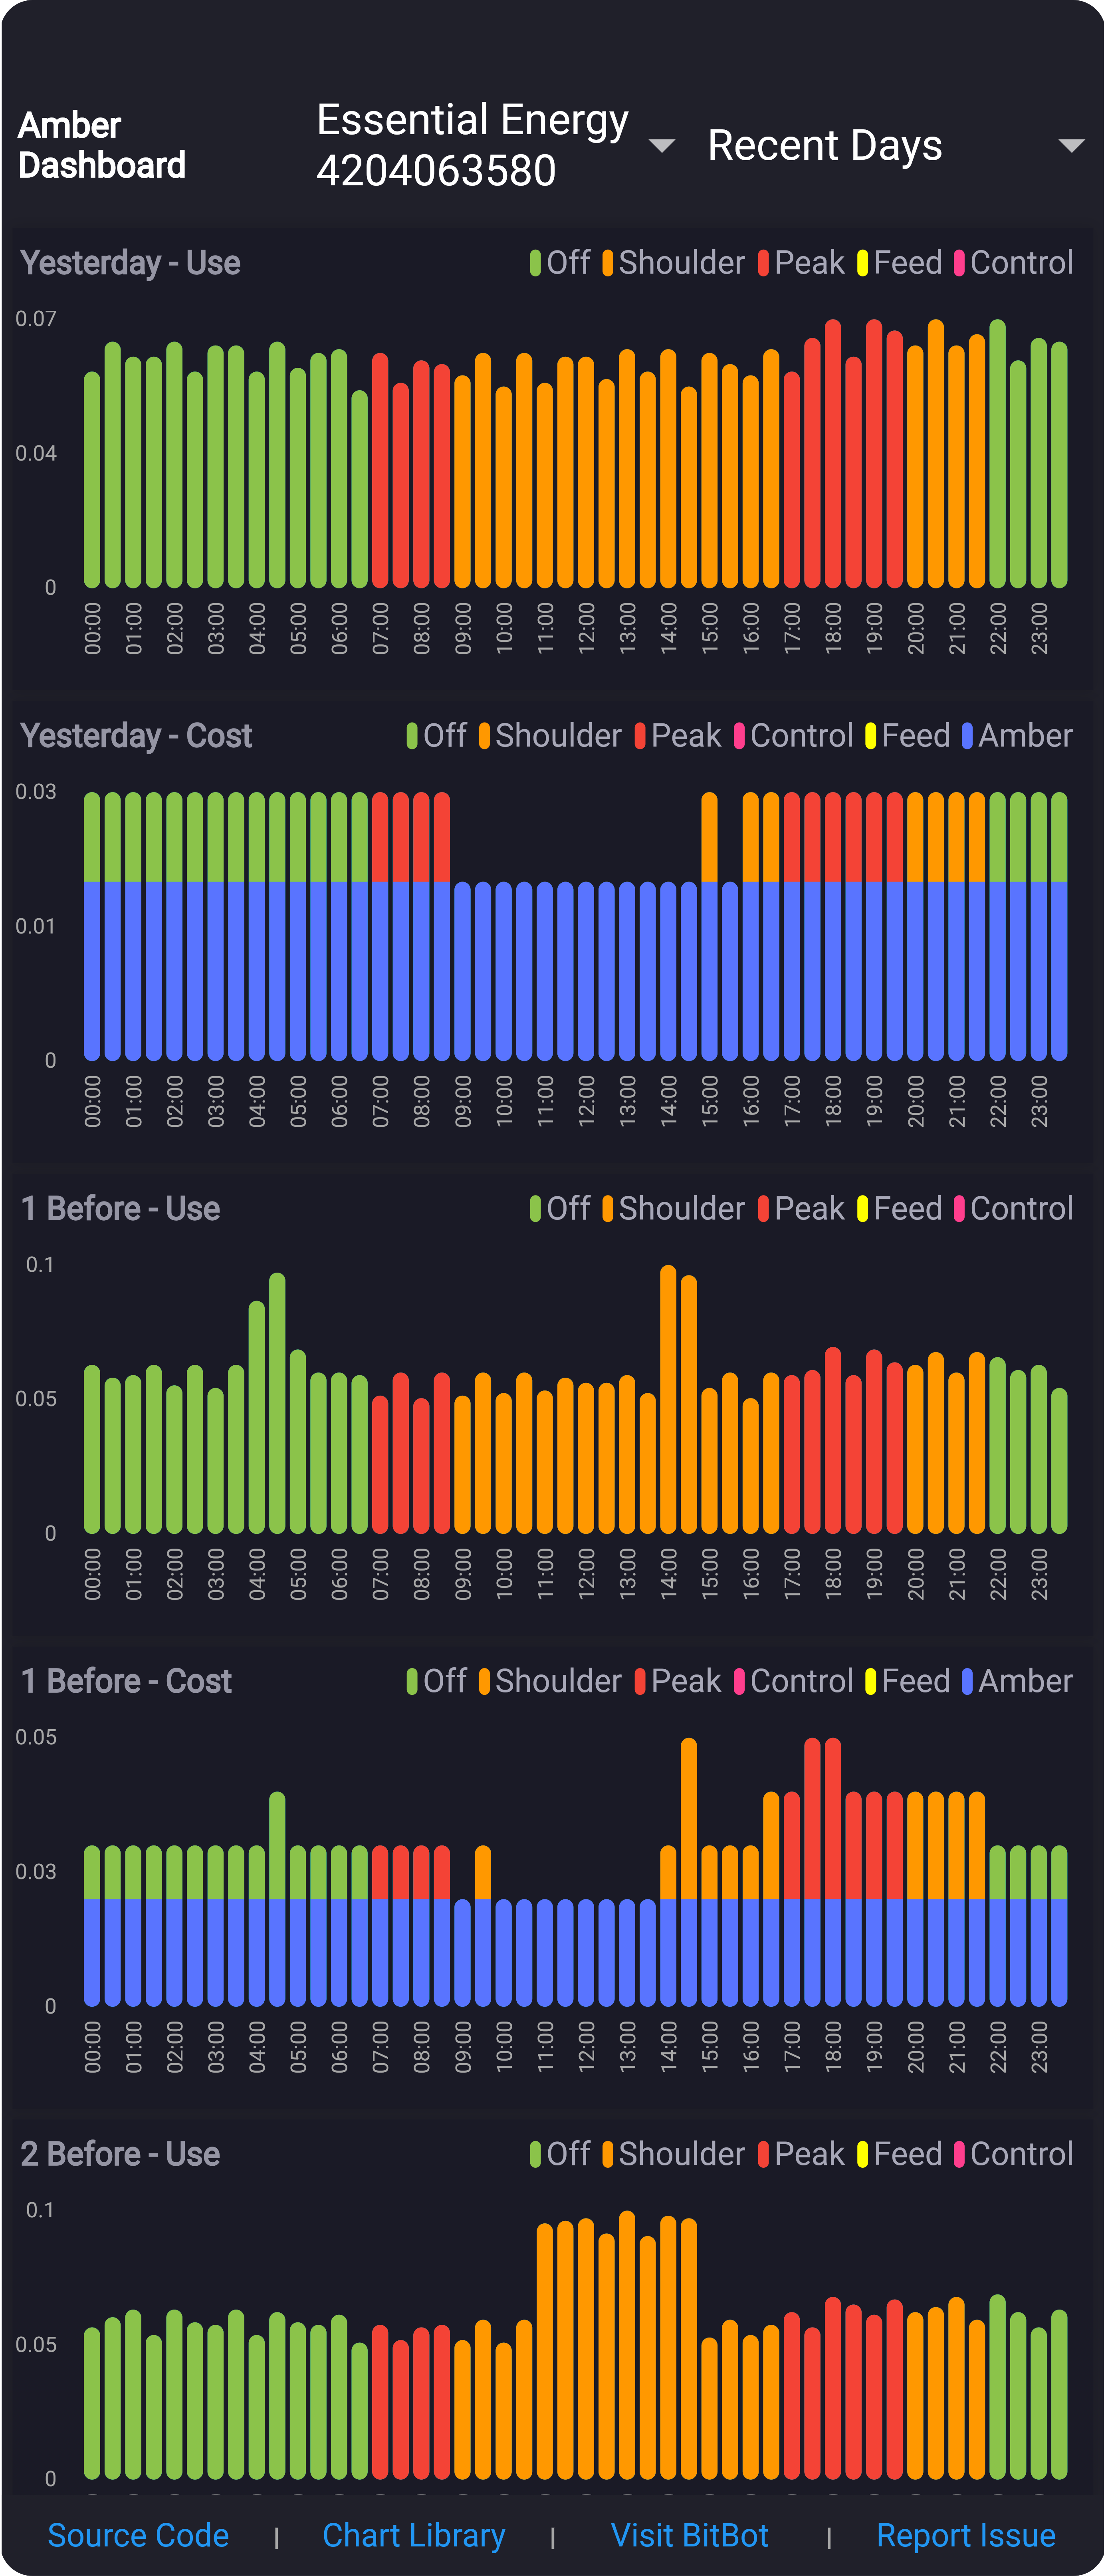 Amber
Dashboard
Essential Energy
4204063580
Recent Days
Yesterday - Use
Off Shoulder Peak Feed Control
0.07
0.04
0
00:00 01:00 02:00 03:00 04:00 05:00 06:00 07:00 08:00 09:00 10:00 11:00 12:00 13:00 14:00 15:00 16:00 17:00 18:00 19:00 20:00 21:00 22:00 23:00
Yesterday - Cost
Off Shoulder Peak Control Feed Amber
0.03
0.01
0
00:00 01:00 02:00 03:00 04:00 05:00 06:00 07:00 08:00 09:00 10:00 11:00 12:00 13:00 14:00 15:00 16:00 17:00 18:00 19:00 20:00 21:00 22:00 23:00
1 Before - Use
Off Shoulder Peak Feed Control
0.1
0.05
0
00:00 01:00 02:00 03:00 04:00 05:00 06:00 07:00 08:00 09:00 10:00 11:00 12:00 13:00 14:00 15:00 16:00 17:00 18:00 19:00 20:00 21:00 22:00 23:00
1 Before - Cost
Off Shoulder Peak Control Feed Amber
0.05
0.03
0
00:00 01:00 02:00 03:00 04:00 05:00 06:00 07:00 08:00 09:00 10:00 11:00 12:00 13:00 14:00 15:00 16:00 17:00 18:00 19:00 20:00 21:00 22:00 23:00
2 Before - Use
Off Shoulder Peak Feed Control
0.1
0.05
0
Source Code | Chart Library | Visit BitBot | Report Issue